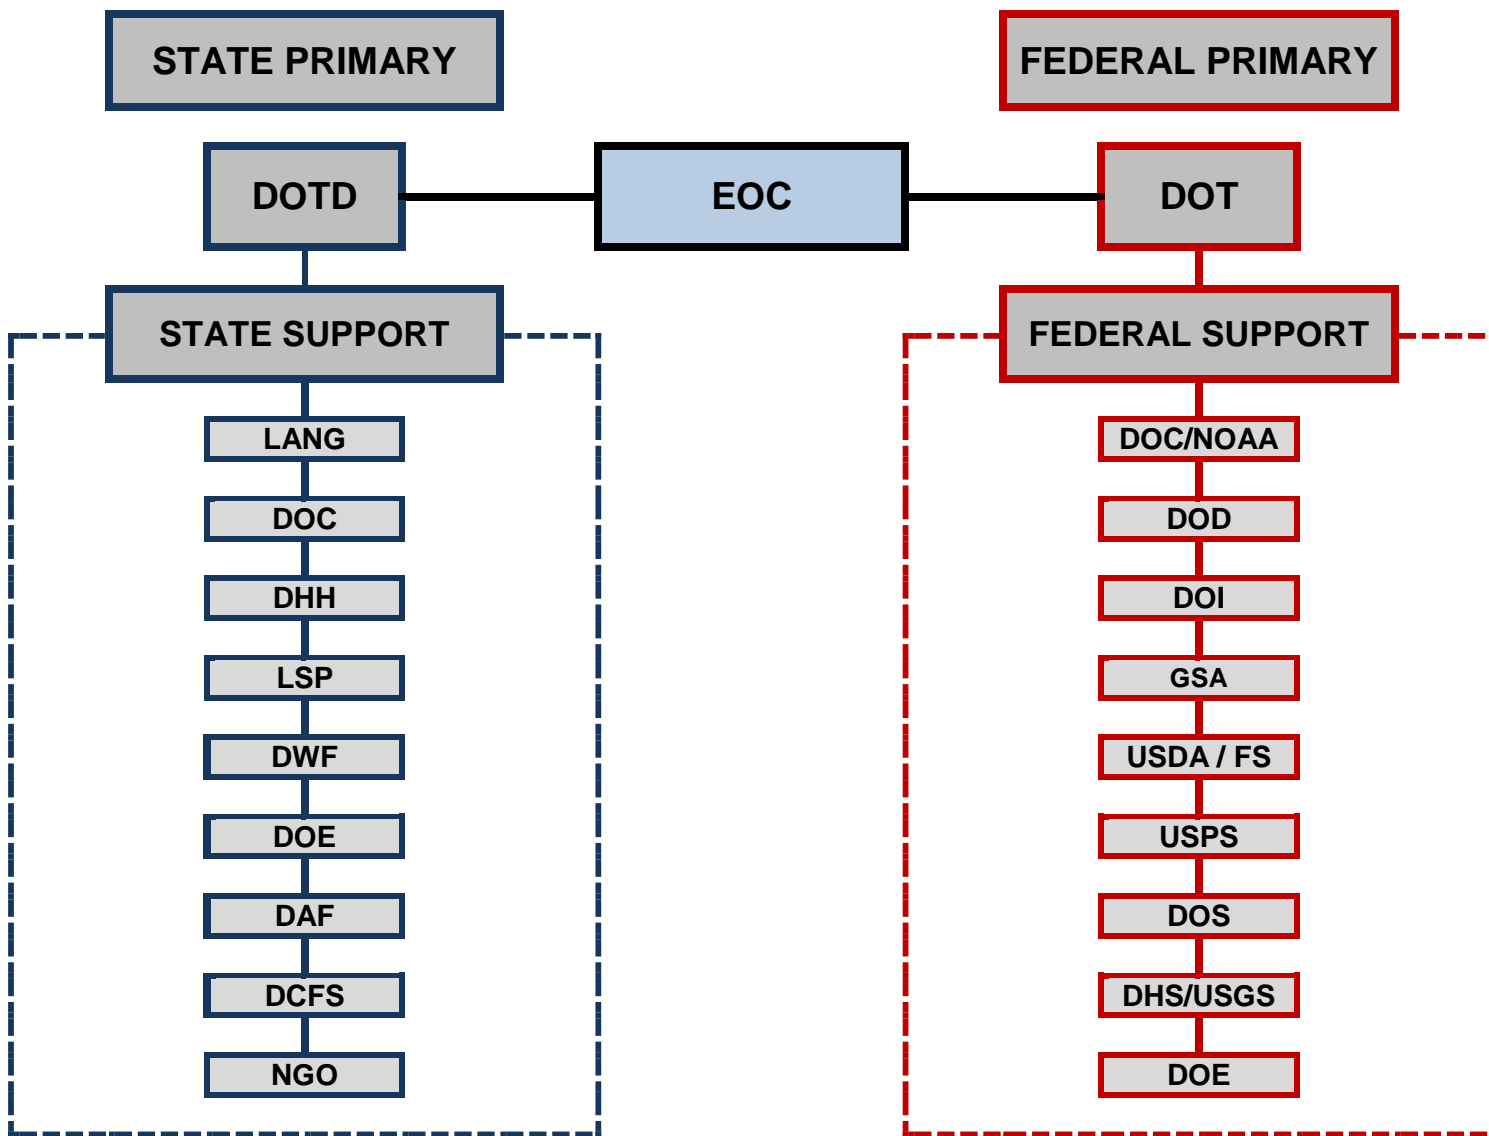 STATE PRIMARY
FEDERAL PRIMARY
DOTD
EOC
DOT
STATE SUPPORT
FEDERAL SUPPORT
LANG
DOC
DHH
LSP
DWF
DOE
DAF
DCFS
NGO
DOC/NOAA
DOD
DOI
GSA
USDA / FS
USPS
DOS
DHS/USGS
DOE